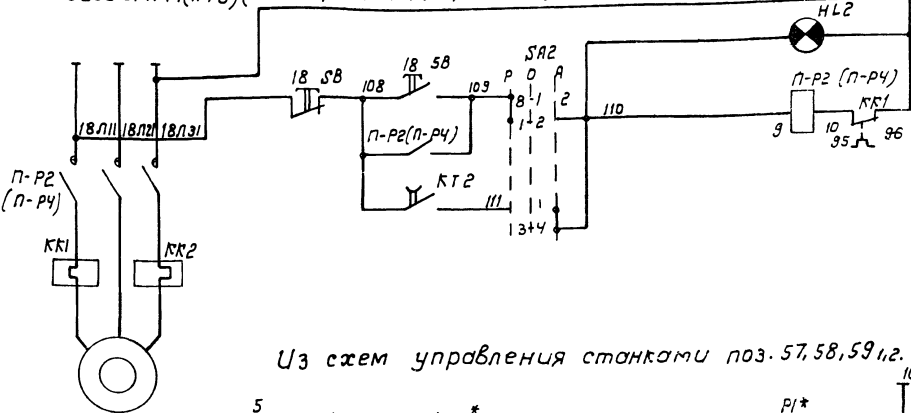 HL2
SA2
18 SB
108
18 SB
109
P O A
8-1 2
1+2
110
П-Р2 (П-Р4)
КК1
9
10
95
96
18Л11 18Л21 18Л31
П-Р2(П-Р4)
КТ2
111
3+4
П-Р2
(П-Р4)
КК1
КК2
Из схем управления станками поз. 57, 58, 59 1,2.
5
*
Р1*